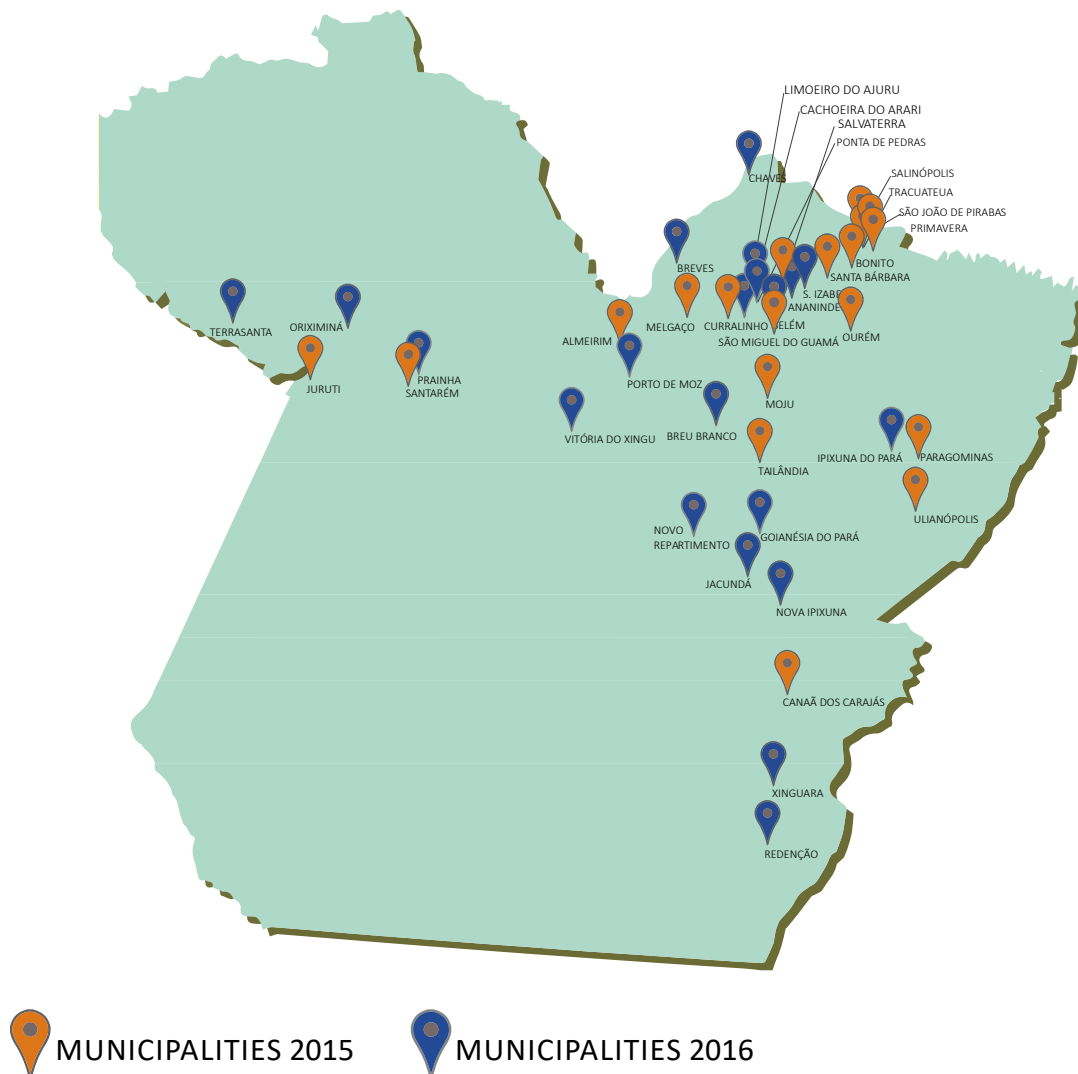 LIMOEIRO DO AJURU
CACHOEIRA DO ARARI
SALVATERRA
PONTA DE PEDRAS
CHAVES
SALINÓPOLIS
TRACUATEUA
SÃO JOÃO DE PIRABAS
PRIMAVERA
BREVES
BONITO
SANTA BÁRBARA
S. IZABE
ANANINDE
TERRASANTA
ORIXIMINÁ
MELGAÇO
CURRALINHO
BELÉM
OURÉM
ALMEIRIM
SÃO MIGUEL DO GUAMÁ
JURUTI
PRAINHA
SANTARÉM
PORTO DE MOZ
MOJU
VITÓRIA DO XINGU
BREU BRANCO
IPIXUNA DO PARÁ
PARAGOMINAS
TAILÂNDIA
ULIANÓPOLIS
NOVO
REPARTIMENTO
GOIANÉSIA DO PARÁ
JACUNDÁ
NOVA IPIXUNA
CANAÃ DOS CARAJÁS
XINGUARA
REDENÇÃO
MUNICIPALITIES 2015
MUNICIPALITIES 2016